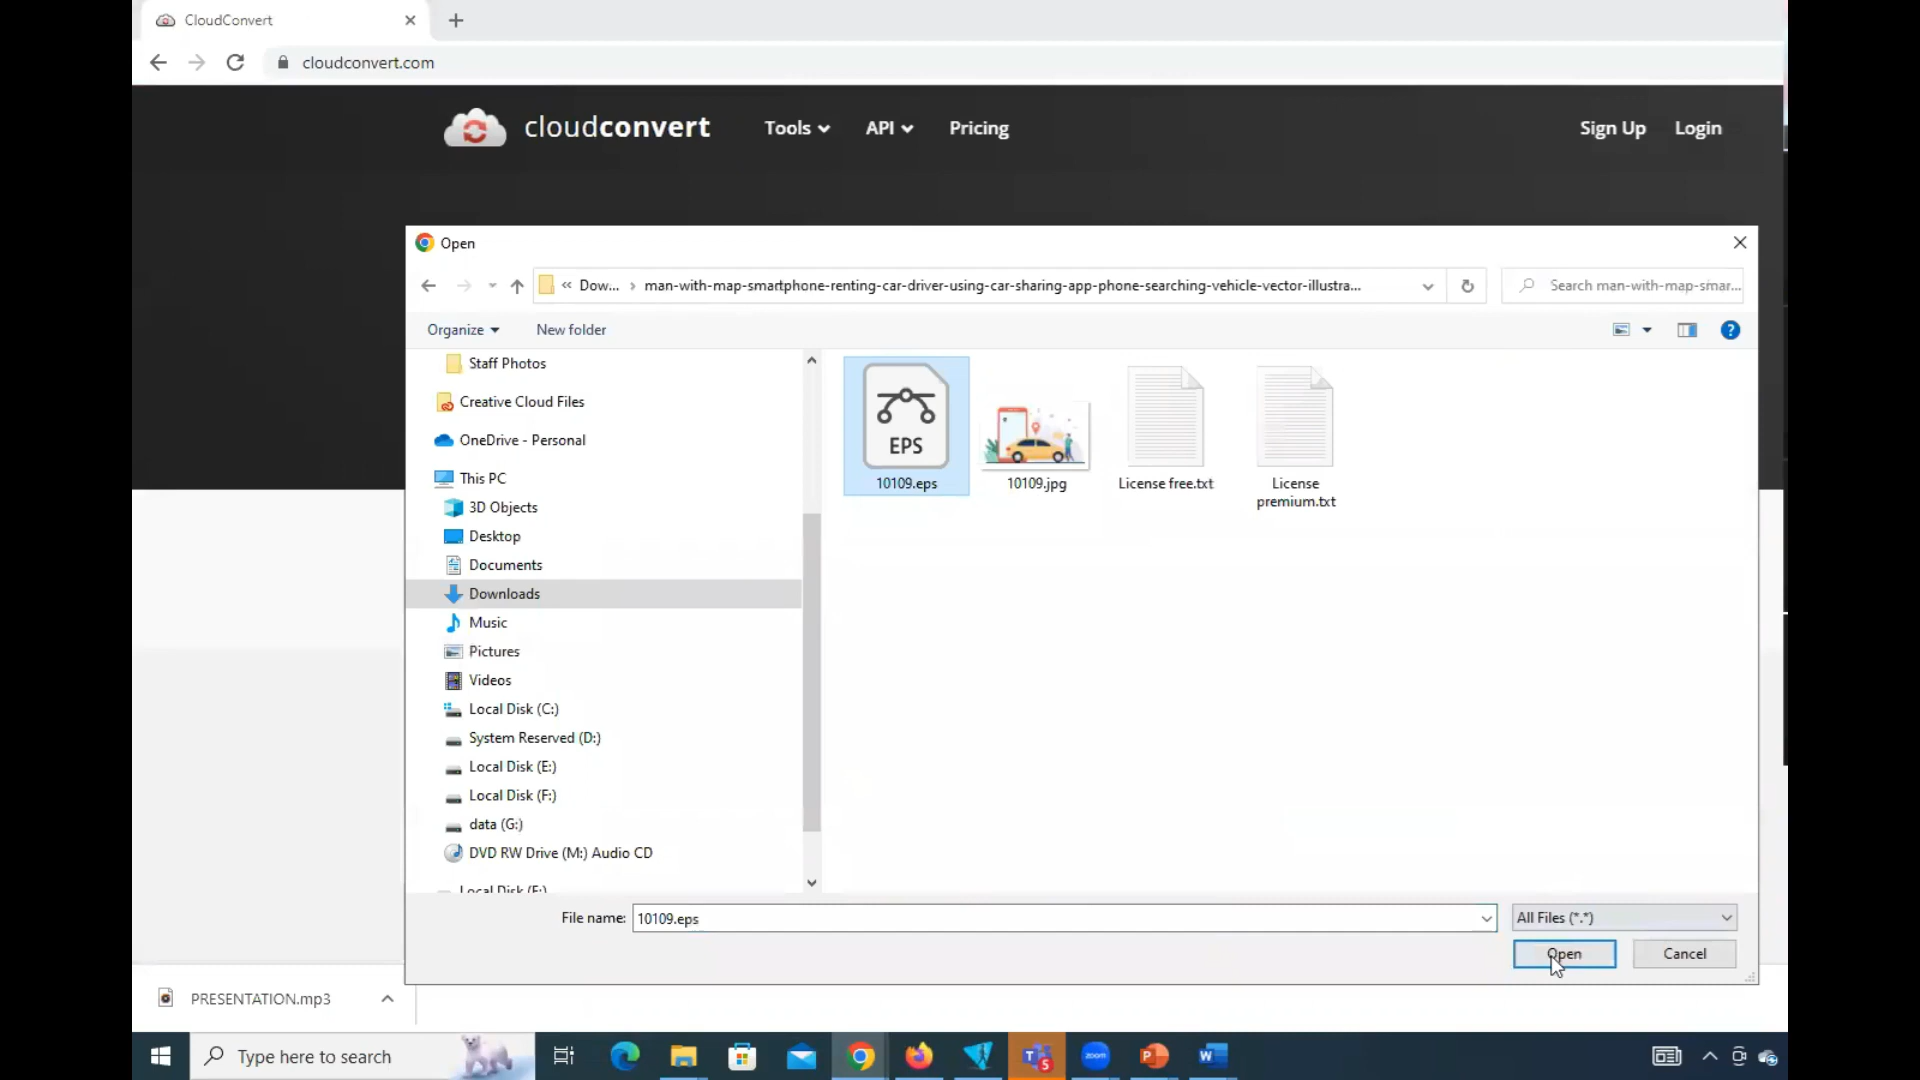 CloudConvert
cloudconvert.com
cloudconvert
Tools
API
Pricing
Sign Up
Login
Open
« Dow... › man-with-map-smartphone-renting-car-driver-using-car-sharing-app-phone-searching-vehicle-vector-illustra...
Search man-with-map-smar...
Organize
New folder
Staff Photos
Creative Cloud Files
OneDrive - Personal
This PC
3D Objects
Desktop
Documents
Downloads
Music
Pictures
Videos
Local Disk (C:)
System Reserved (D:)
Local Disk (E:)
Local Disk (F:)
data (G:)
DVD RW Drive (M:) Audio CD
Local Disk (E:)
EPS
10109.eps
10109.jpg
License free.txt
License
premium.txt
File name:
10109.eps
All Files (*.*)
Open
Cancel
PRESENTATION.mp3
Type here to search
zoom